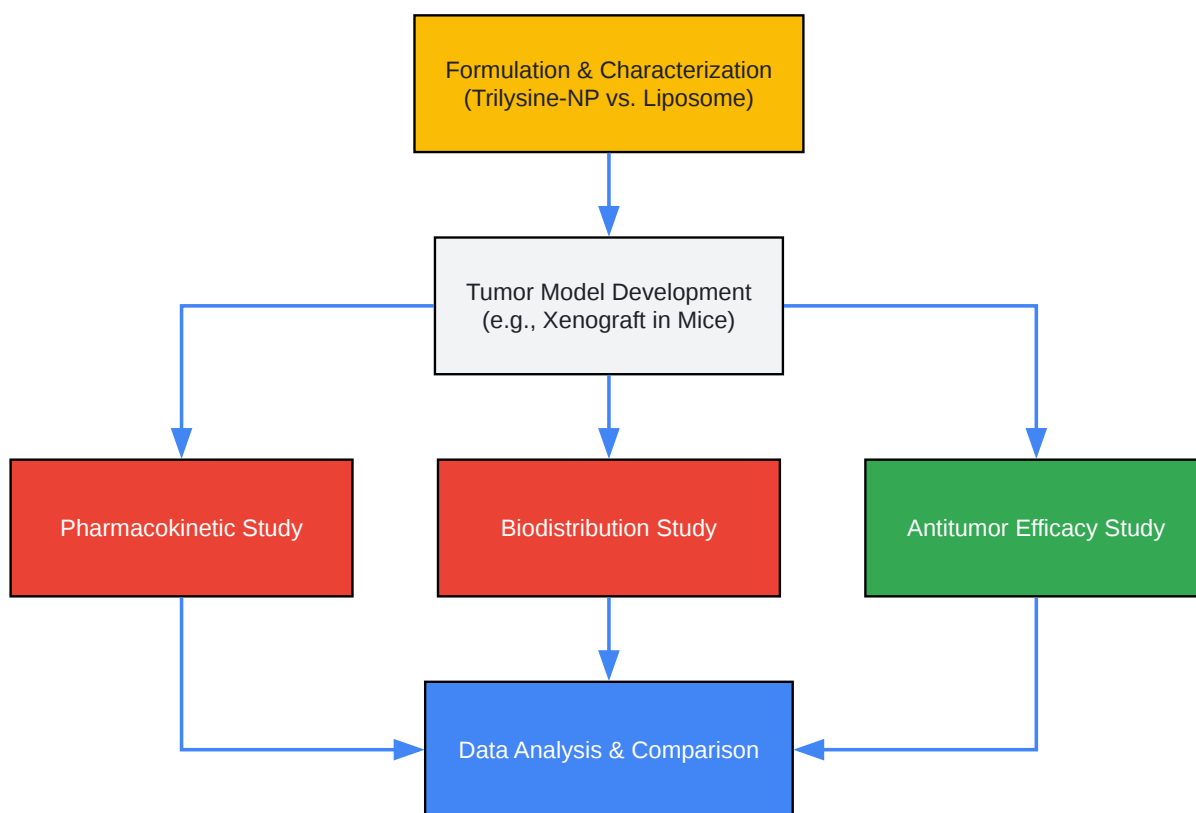 Formulation & Characterization
(Trilysine-NP vs. Liposome)
Tumor Model Development
(e.g., Xenograft in Mice)
Pharmacokinetic Study
Biodistribution Study
Antitumor Efficacy Study
Data Analysis & Comparison